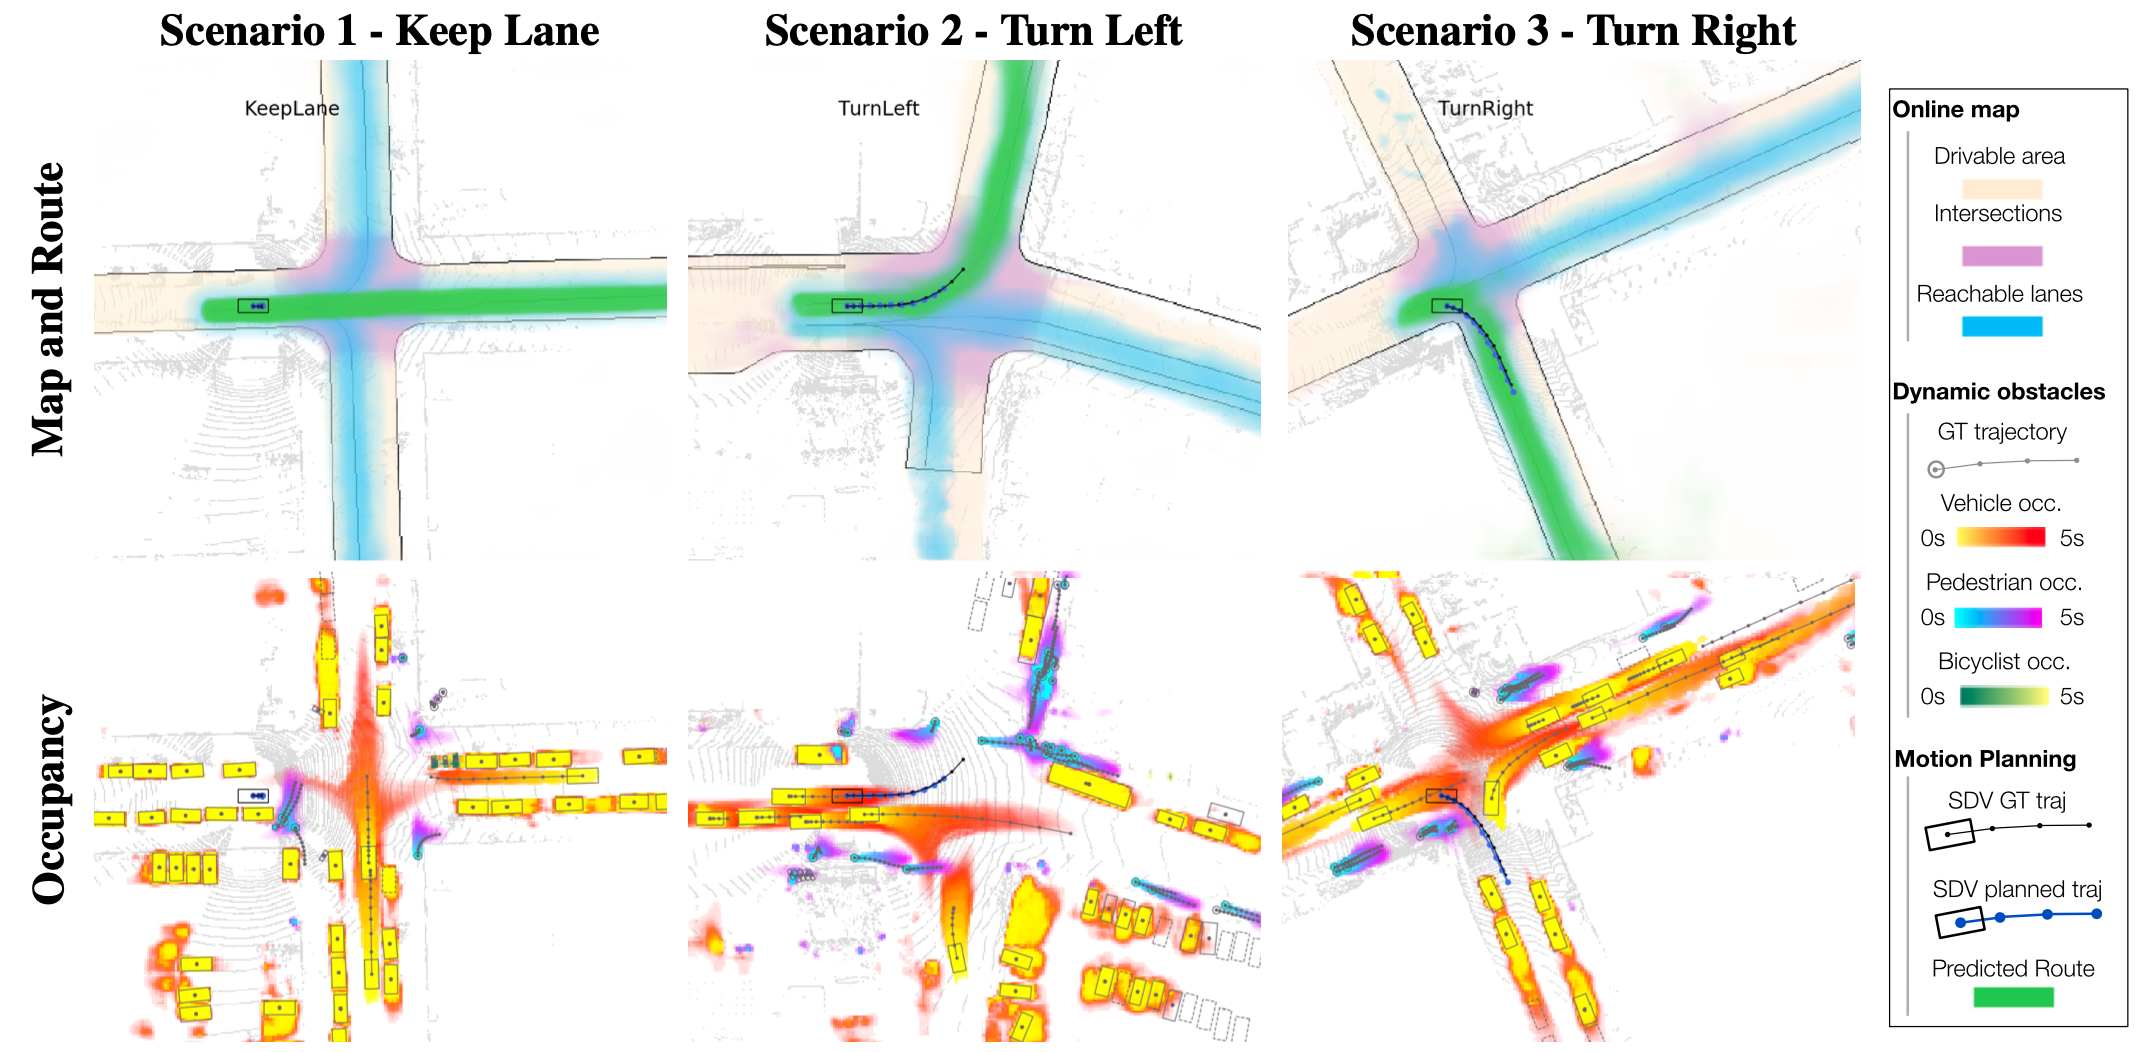 Scenario 1 - Keep Lane
Scenario 2 - Turn Left
Scenario 3 - Turn Right
Map and Route
KeepLane
TurnLeft
TurnRight
Occupancy
Online map
Drivable area
Intersections
Reachable lanes
Dynamic obstacles
GT trajectory
Vehicle occ.
0s 5s
Pedestrian occ.
0s 5s
Bicyclist occ.
0s 5s
Motion Planning
SDV GT traj
SDV planned traj
Predicted Route